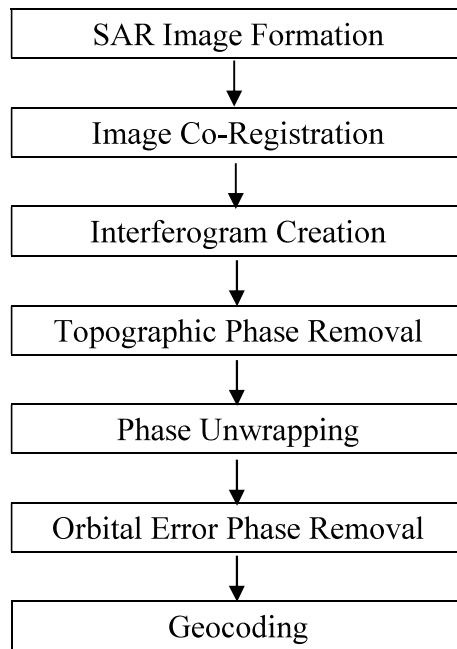 SAR Image Formation
Image Co-Registration
Interferogram Creation
Topographic Phase Removal
Phase Unwrapping
Orbital Error Phase Removal
Geocoding